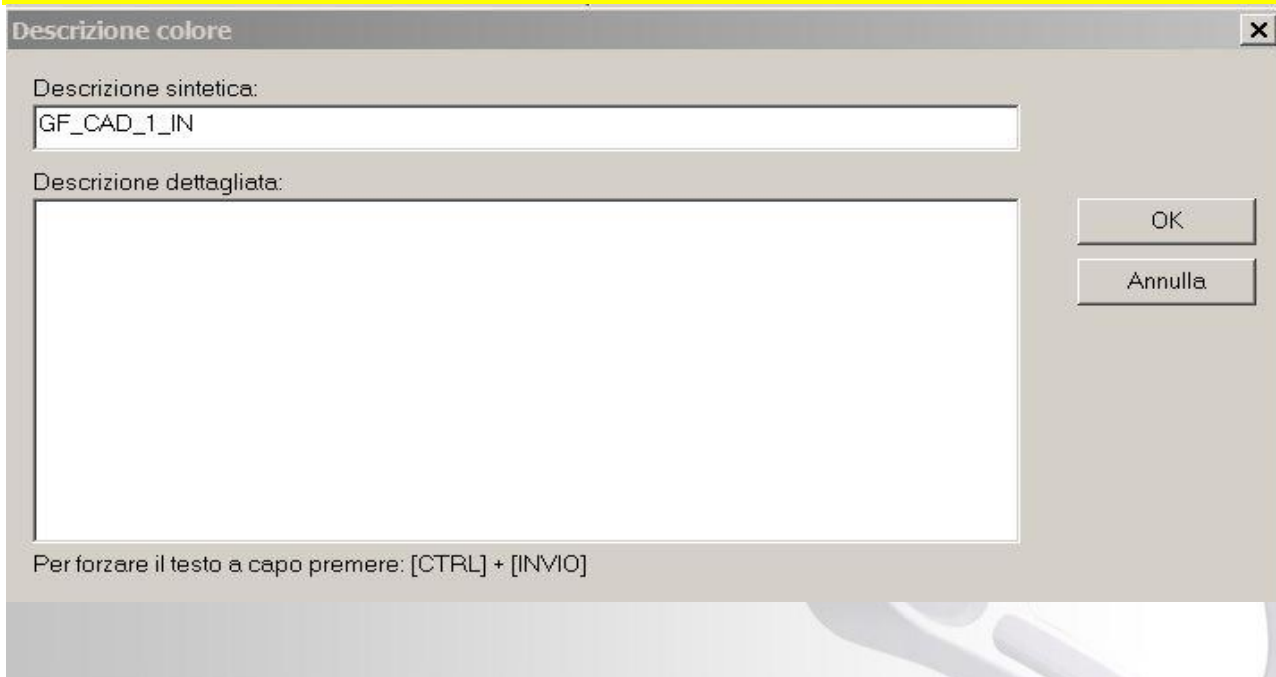 Descrizione colore
Descrizione sintetica:
GF_CAD_1_IN
Descrizione dettagliata:
OK
Annulla
Per forzare il testo a capo premere: [CTRL] + [INVIO]